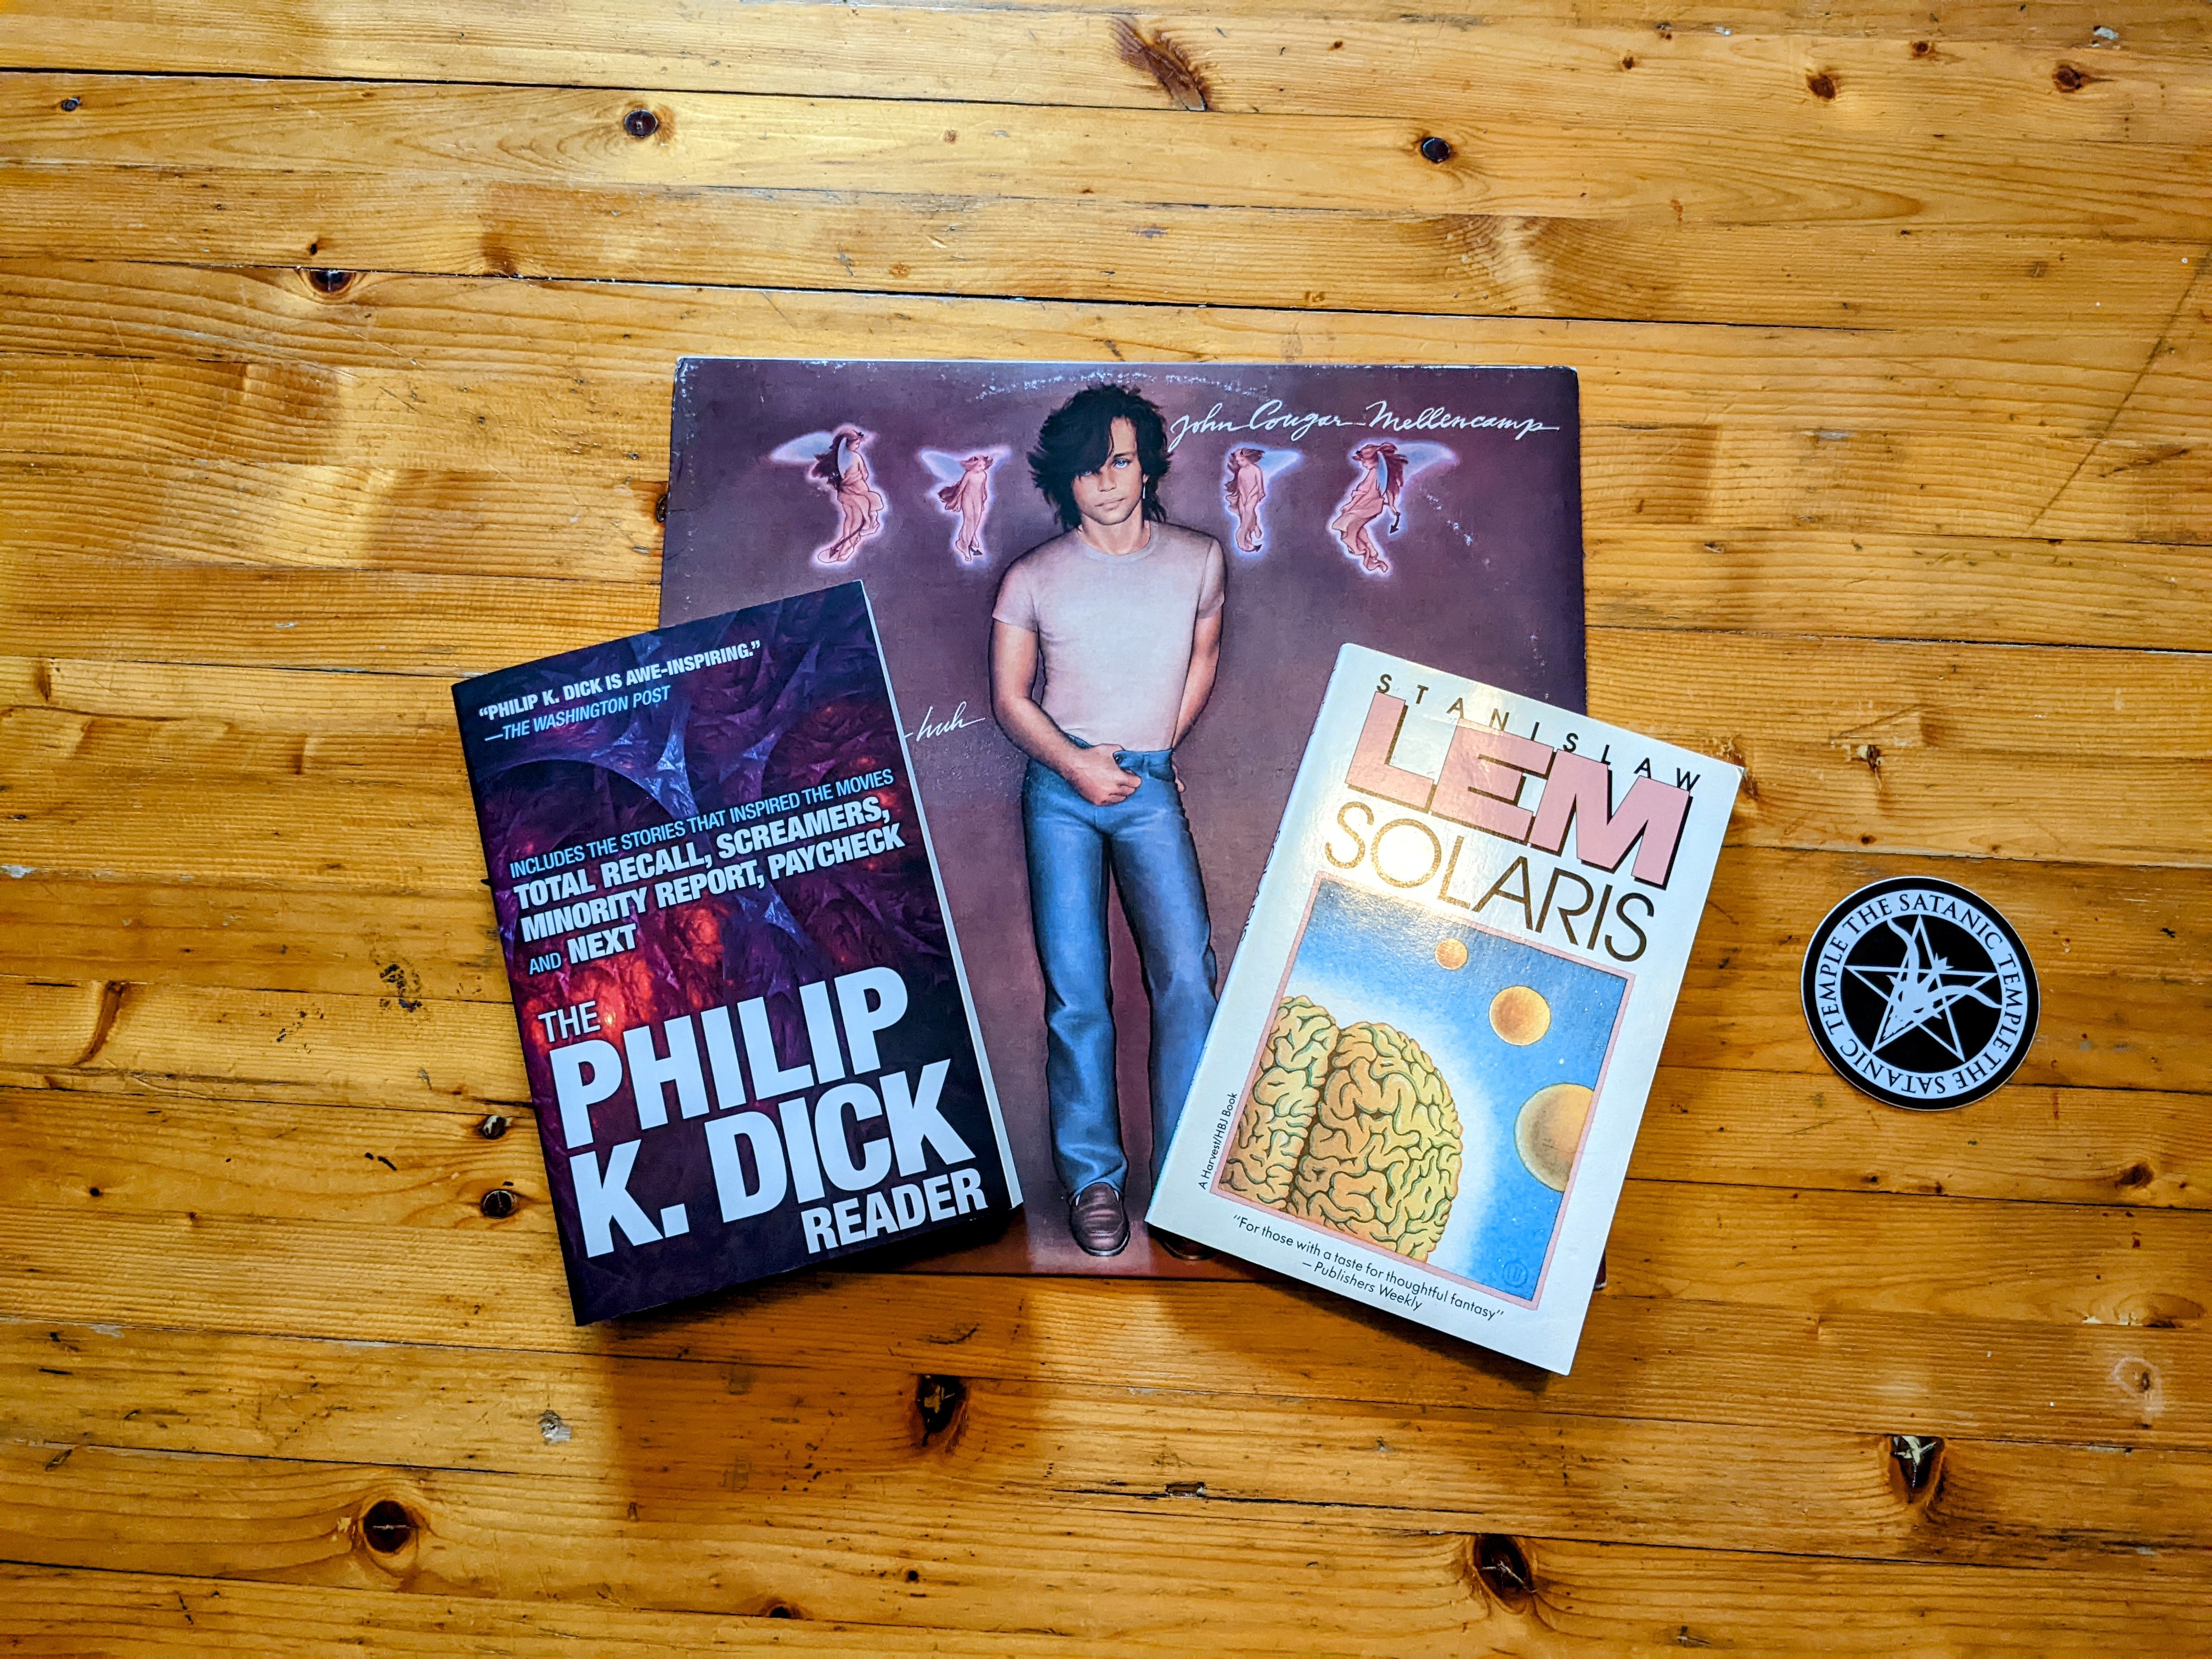 John Cougar Mellencamp
-huh
“PHILIP K. DICK IS AWE-INSPIRING.”
—THE WASHINGTON POST
INCLUDES THE STORIES THAT INSPIRED THE MOVIES
TOTAL RECALL, SCREAMERS,
MINORITY REPORT, PAYCHECK
AND NEXT
THE
PHILIP
K. DICK
READER
STANISLAW
LEM
SOLARIS
A Harvest/HBJ Book
“For those with a taste for thoughtful fantasy”
—Publishers Weekly
THE SATANIC TEMPLE THE SATANIC TEMPLE